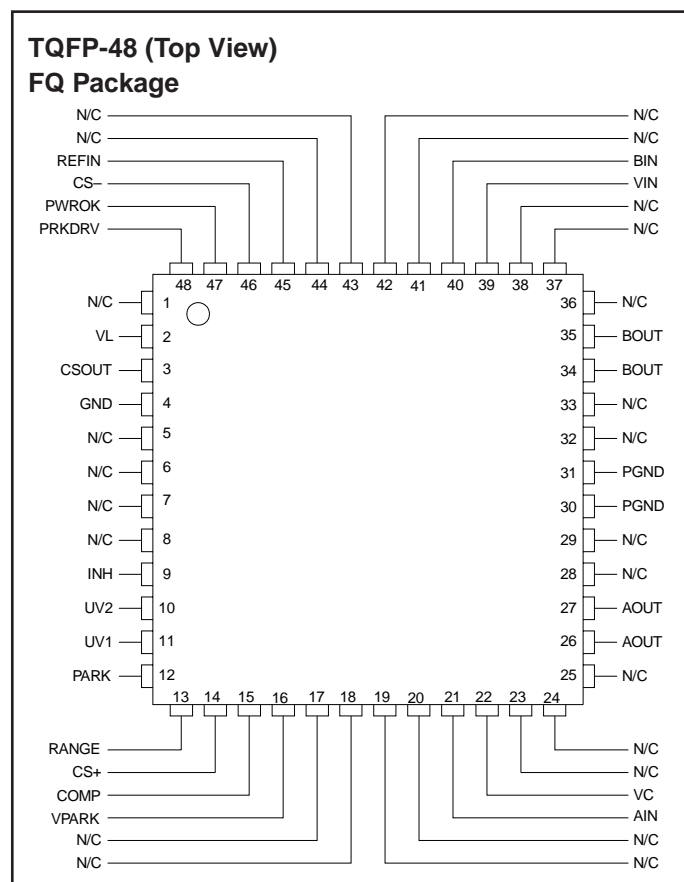 TQFP-48 (Top View)
FQ Package
N/C
N/C
REFIN
CS–
PWROK
PRKDRV
N/C
N/C
BIN
VIN
N/C
N/C
48 47 46 45 44 43 42 41 40 39 38 37
N/C 1 36 N/C
VL 2 35 BOUT
CSOUT 3 34 BOUT
GND 4 33 N/C
N/C 5 32 N/C
N/C 6 31 PGND
N/C 7 30 PGND
N/C 8 29 N/C
INH 9 28 N/C
UV2 10 27 AOUT
UV1 11 26 AOUT
PARK 12 25 N/C
13 14 15 16 17 18 19 20 21 22 23 24
RANGE
CS+
COMP
VPARK
N/C
N/C
N/C
N/C
VC
AIN
N/C
N/C